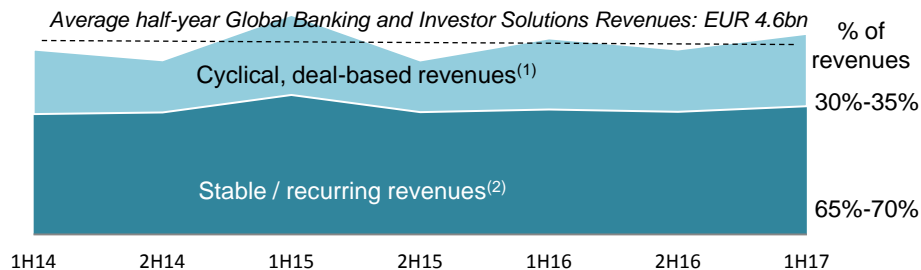 Average half-year Global Banking and Investor Solutions Revenues: EUR 4.6bn
% of
revenues
Cyclical, deal-based revenues(1)
30%-35%
Stable / recurring revenues(2)
65%-70%
1H14 2H14 1H15 2H15 1H16 2H16 1H17